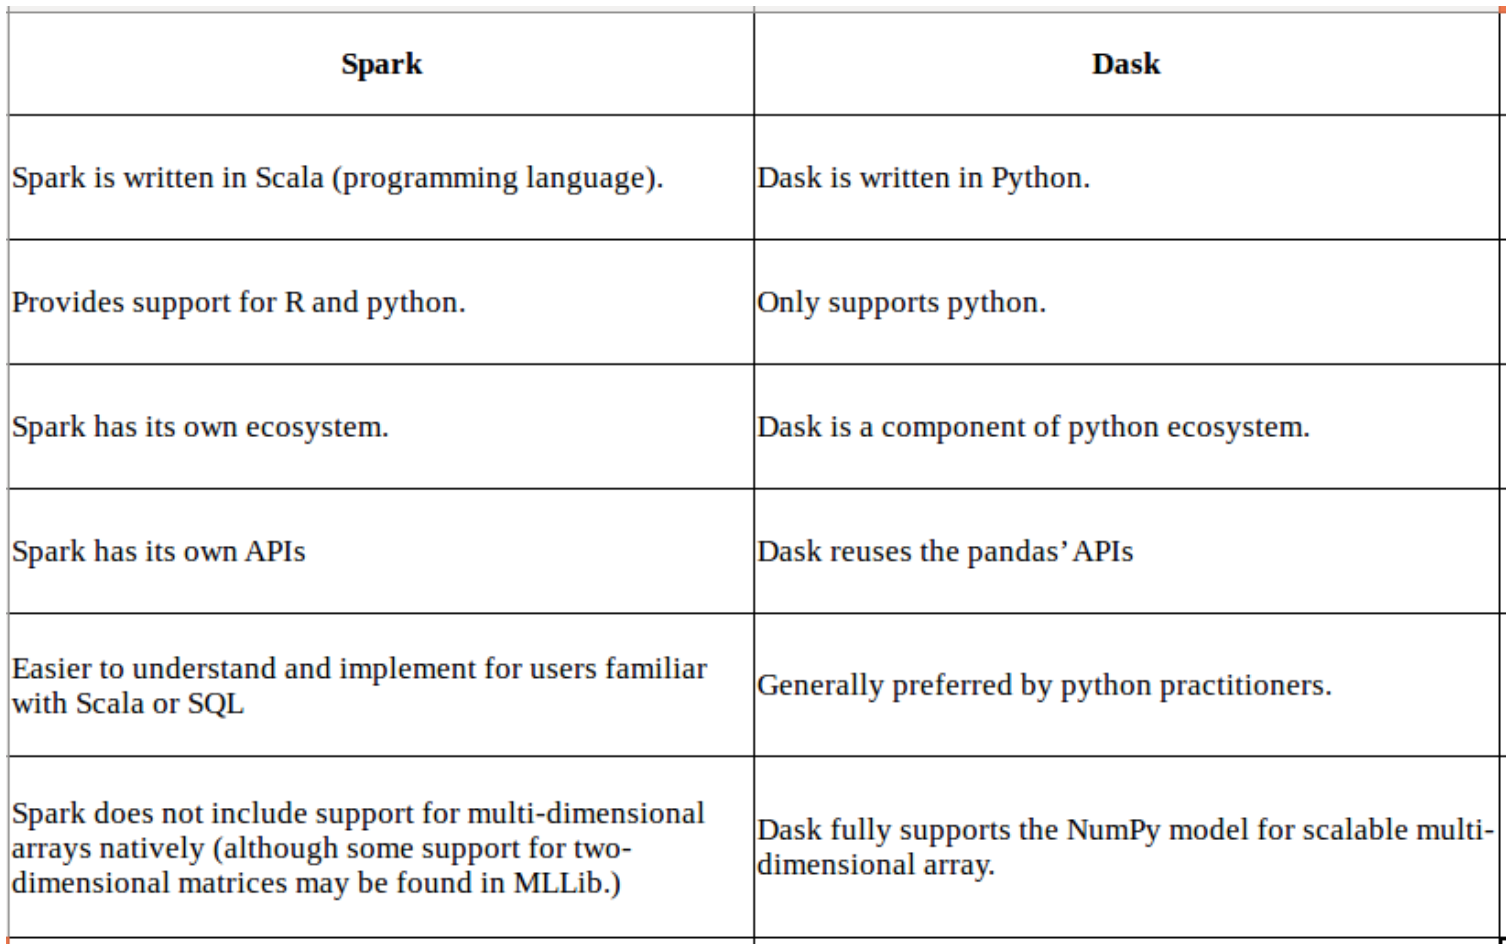 Spark
Dask
Spark is written in Scala (programming language).
Dask is written in Python.
Provides support for R and python.
Only supports python.
Spark has its own ecosystem.
Dask is a component of python ecosystem.
Spark has its own APIs
Dask reuses the pandas’ APIs
Easier to understand and implement for users familiar
with Scala or SQL
Generally preferred by python practitioners.
Spark does not include support for multi-dimensional
arrays natively (although some support for two-
dimensional matrices may be found in MLLib.)
Dask fully supports the NumPy model for scalable multi-
dimensional array.